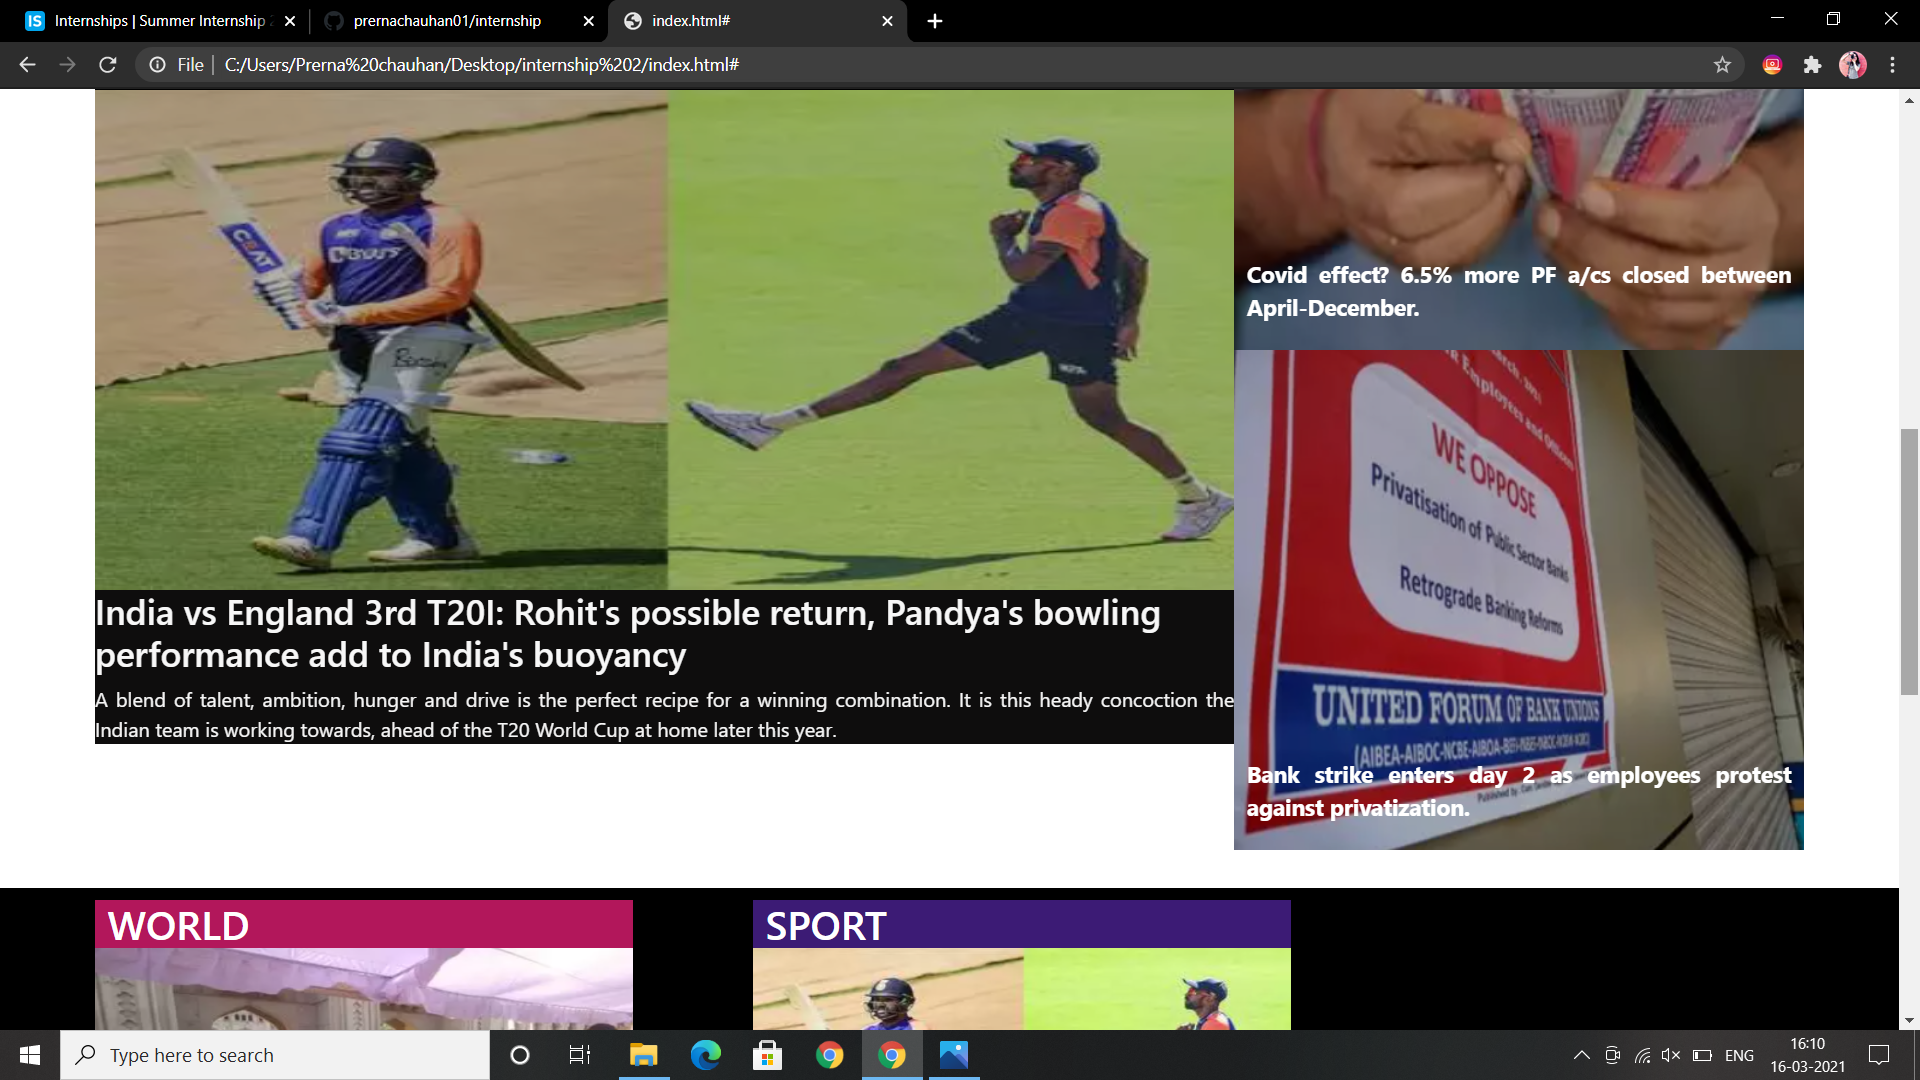 Internships | Summer Internship
prernachauhan01/internship
index.html#
File
C:/Users/Prerna%20chauhan/Desktop/internship%202/index.html#
CEAT
BYJU'S
Covid effect? 6.5% more PF a/cs closed between
April-December.
Employees and
WE OPPOSE
Privatisation of Public Sector Banks
Retrograde Banking Reforms
UNITED FORUM OF BANK UNIONS
Bank strike enters day 2 as employees protest
against privatization.
India vs England 3rd T20I: Rohit's possible return, Pandya's bowling
performance add to India's buoyancy
A blend of talent, ambition, hunger and drive is the perfect recipe for a winning combination. It is this heady concoction the
Indian team is working towards, ahead of the T20 World Cup at home later this year.
WORLD
SPORT
Type here to search
ENG
16:10
16-03-2021